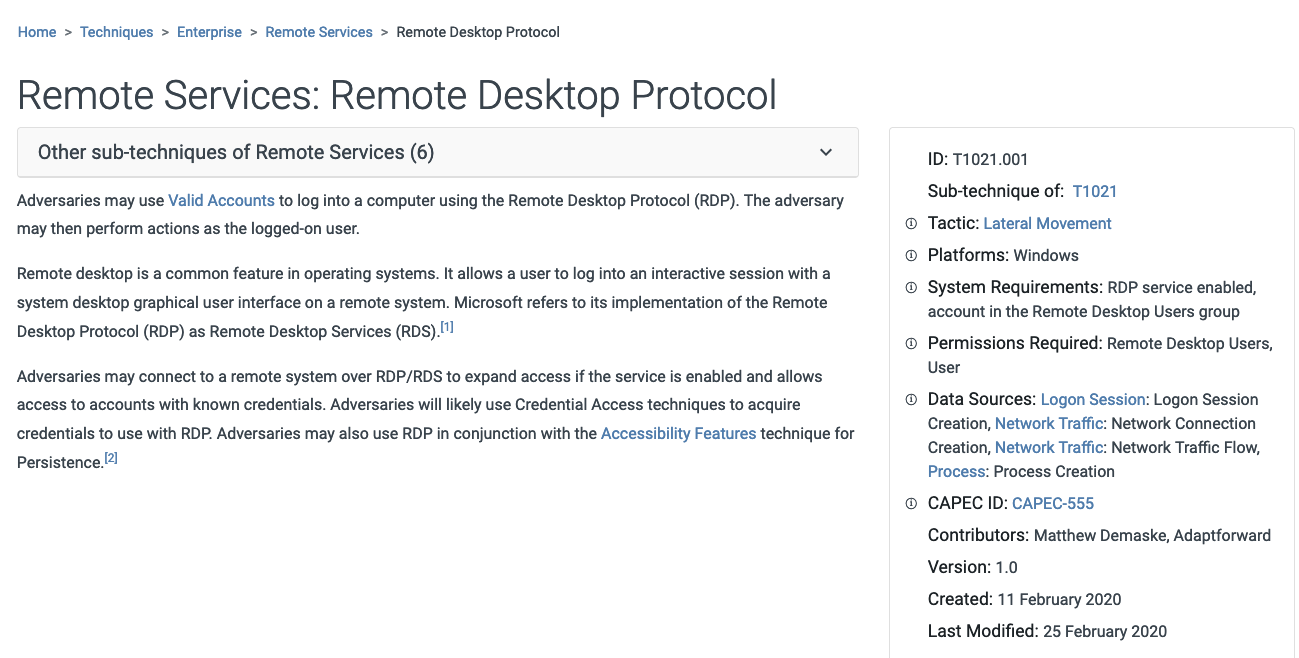 Home > Techniques > Enterprise > Remote Services > Remote Desktop Protocol
Remote Services: Remote Desktop Protocol
Other sub-techniques of Remote Services (6)
Adversaries may use Valid Accounts to log into a computer using the Remote Desktop Protocol (RDP). The adversary
may then perform actions as the logged-on user.
Remote desktop is a common feature in operating systems. It allows a user to log into an interactive session with a
system desktop graphical user interface on a remote system. Microsoft refers to its implementation of the Remote
Desktop Protocol (RDP) as Remote Desktop Services (RDS).[1]
Adversaries may connect to a remote system over RDP/RDS to expand access if the service is enabled and allows
access to accounts with known credentials. Adversaries will likely use Credential Access techniques to acquire
credentials to use with RDP. Adversaries may also use RDP in conjunction with the Accessibility Features technique for
Persistence.[2]
ID: T1021.001
Sub-technique of: T1021
Tactic: Lateral Movement
Platforms: Windows
System Requirements: RDP service enabled,
account in the Remote Desktop Users group
Permissions Required: Remote Desktop Users,
User
Data Sources: Logon Session: Logon Session
Creation, Network Traffic: Network Connection
Creation, Network Traffic: Network Traffic Flow,
Process: Process Creation
CAPEC ID: CAPEC-555
Contributors: Matthew Demaske, Adaptforward
Version: 1.0
Created: 11 February 2020
Last Modified: 25 February 2020